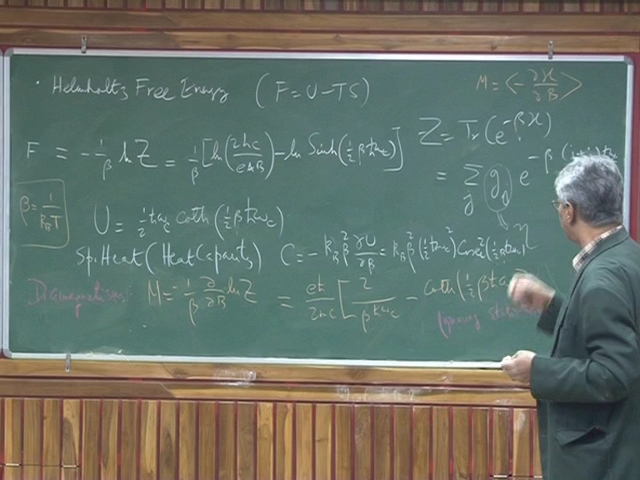 • Helmholtz Free Energy (F = U - TS)
M = <- ∂ℋ/∂B>
Z = Tr(e^{-βℋ})
F = -1/β ln Z = 1/β [ln(2hc/eAB) - ln Sinh(½βħω_c)]
= Σ_j g_j e^{-β
β = 1/k_BT
U = ½ħω_c coth(½βħω_c)
Sp. Heat (Heat Capacity) C = -k_B β² ∂U/∂β = k_B β² (½ħω_c)² Cosec²(½βħω_c)
Diamagnetism:
M = -1/β ∂/∂B ln Z = eħ/2mc [2/βħω_c - coth(½βħω_c